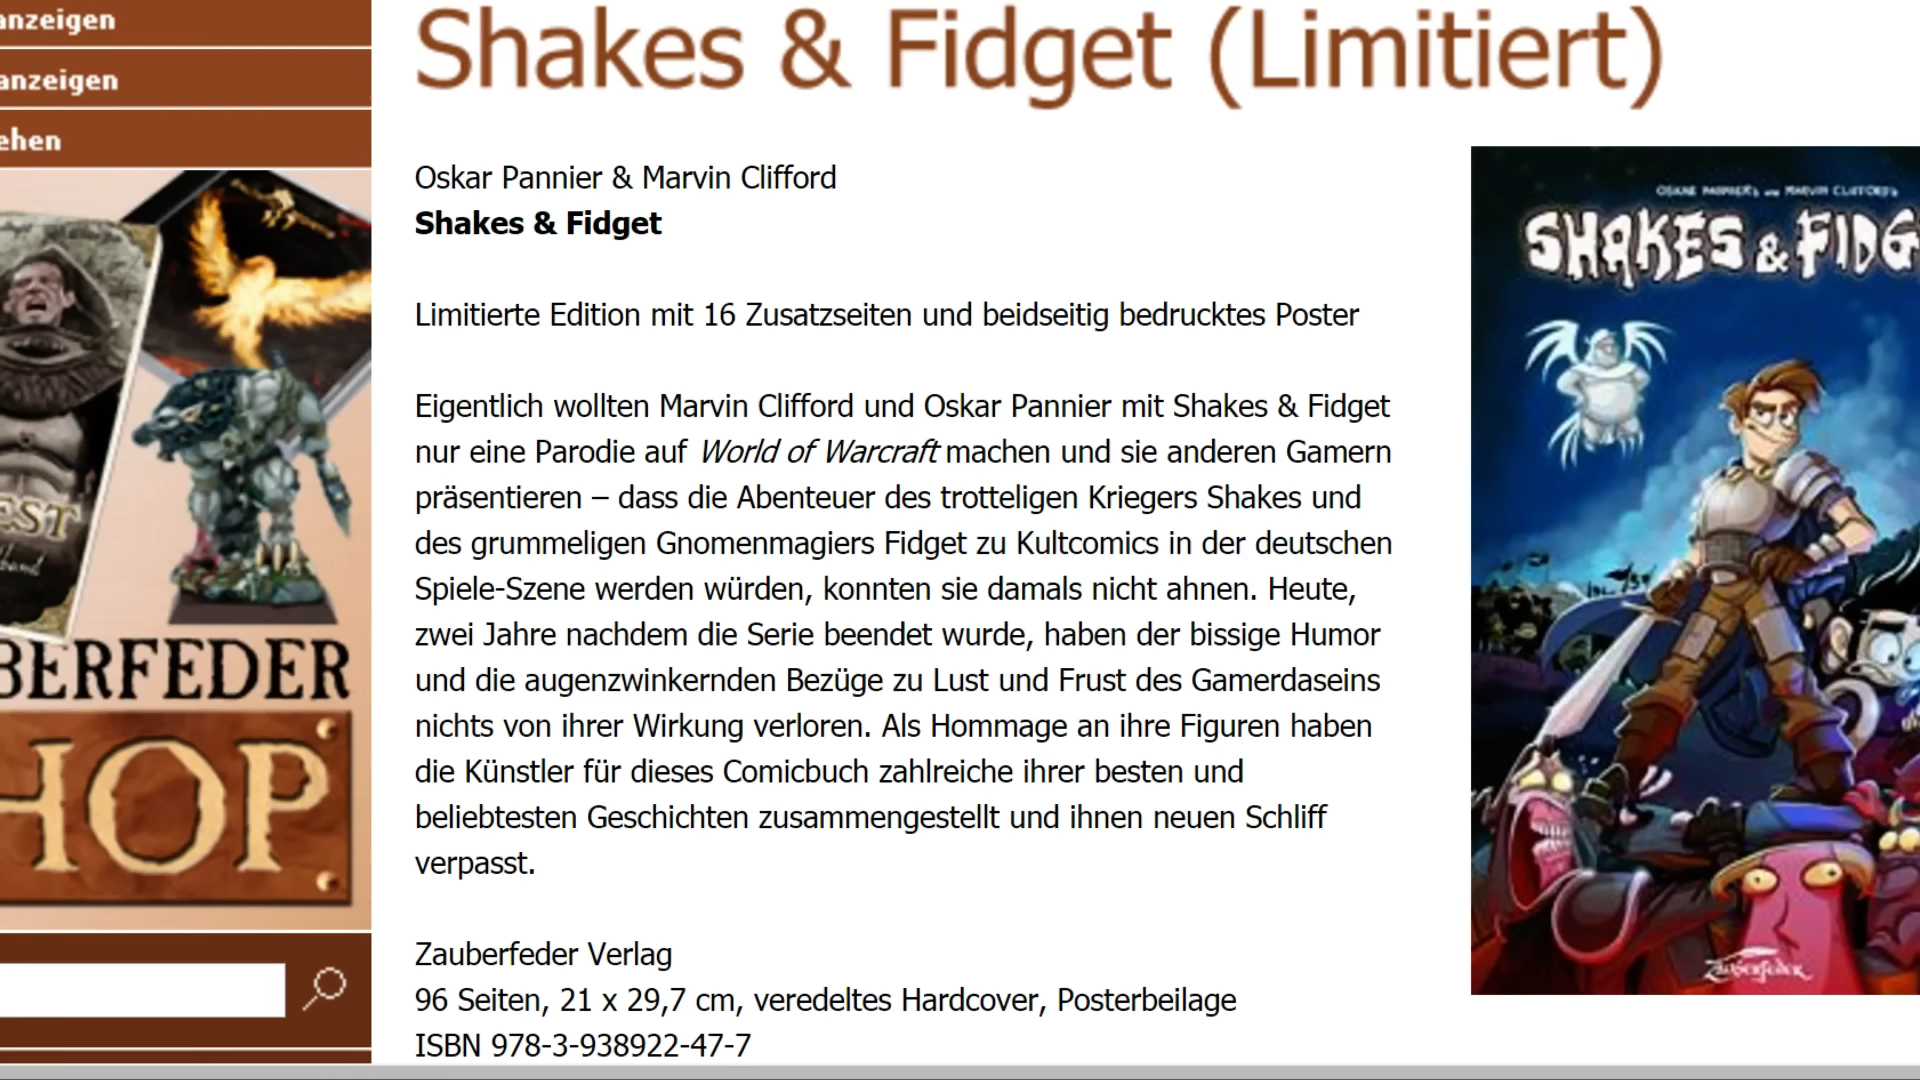 anzeigen
anzeigen
ehen
EST
BERFEDER
HOP
Shakes & Fidget (Limitiert)
Oskar Pannier & Marvin Clifford
Shakes & Fidget
Limitierte Edition mit 16 Zusatzseiten und beidseitig bedrucktes Poster
Eigentlich wollten Marvin Clifford und Oskar Pannier mit Shakes & Fidget
nur eine Parodie auf World of Warcraft machen und sie anderen Gamern
präsentieren – dass die Abenteuer des trotteligen Kriegers Shakes und
des grummeligen Gnomenmagiers Fidget zu Kultcomics in der deutschen
Spiele-Szene werden würden, konnten sie damals nicht ahnen. Heute,
zwei Jahre nachdem die Serie beendet wurde, haben der bissige Humor
und die augenzwinkernden Bezüge zu Lust und Frust des Gamerdaseins
nichts von ihrer Wirkung verloren. Als Hommage an ihre Figuren haben
die Künstler für dieses Comicbuch zahlreiche ihrer besten und
beliebtesten Geschichten zusammengestellt und ihnen neuen Schliff
verpasst.
Zauberfeder Verlag
96 Seiten, 21 x 29,7 cm, veredeltes Hardcover, Posterbeilage
ISBN 978-3-938922-47-7
OSKAR PANNIER's und MARVIN CLIFFORD's
SHAKES & FIDG
Zauberfeder